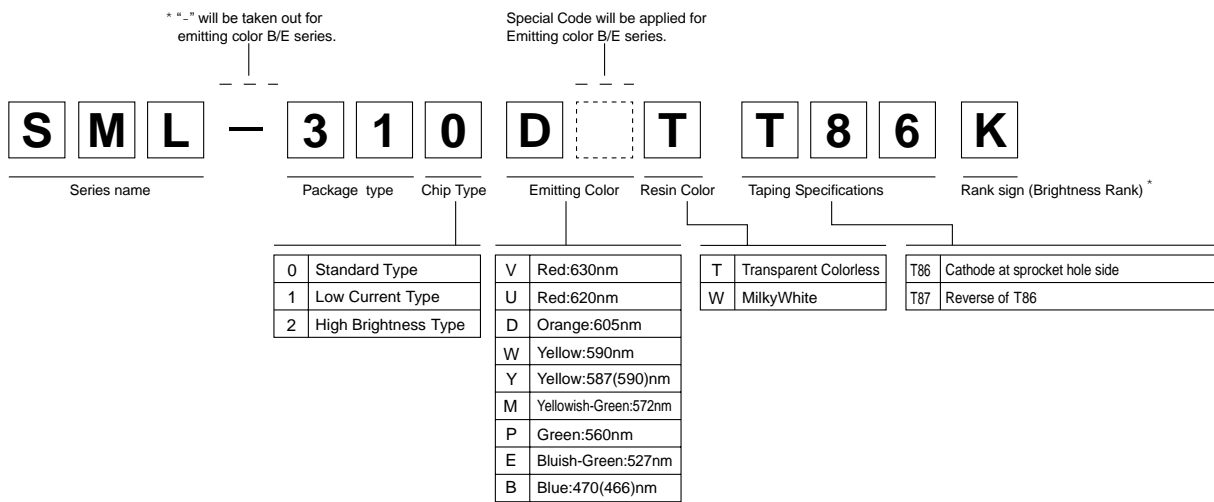 * “-” will be taken out for
emitting color B/E series.
Special Code will be applied for
Emitting color B/E series.
S M L – 3 1 0 D T T 8 6 K
Series name
Package type
Chip Type
Emitting Color
Resin Color
Taping Specifications
Rank sign (Brightness Rank) *
0 Standard Type
1 Low Current Type
2 High Brightness Type
V Red:630nm
U Red:620nm
D Orange:605nm
W Yellow:590nm
Y Yellow:587(590)nm
M Yellowish-Green:572nm
P Green:560nm
E Bluish-Green:527nm
B Blue:470(466)nm
T Transparent Colorless
W MilkyWhite
T86 Cathode at sprocket hole side
T87 Reverse of T86